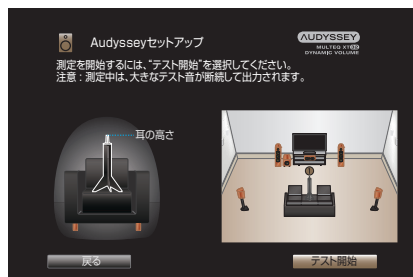 Audysseyセットアップ
AUDYSSEY
MULTEQ XT32
DYNAMIC VOLUME
測定を開始するには、“テスト開始”を選択してください。
注意：測定中は、大きなテスト音が断続して出力されます。
耳の高さ
戻る
テスト開始